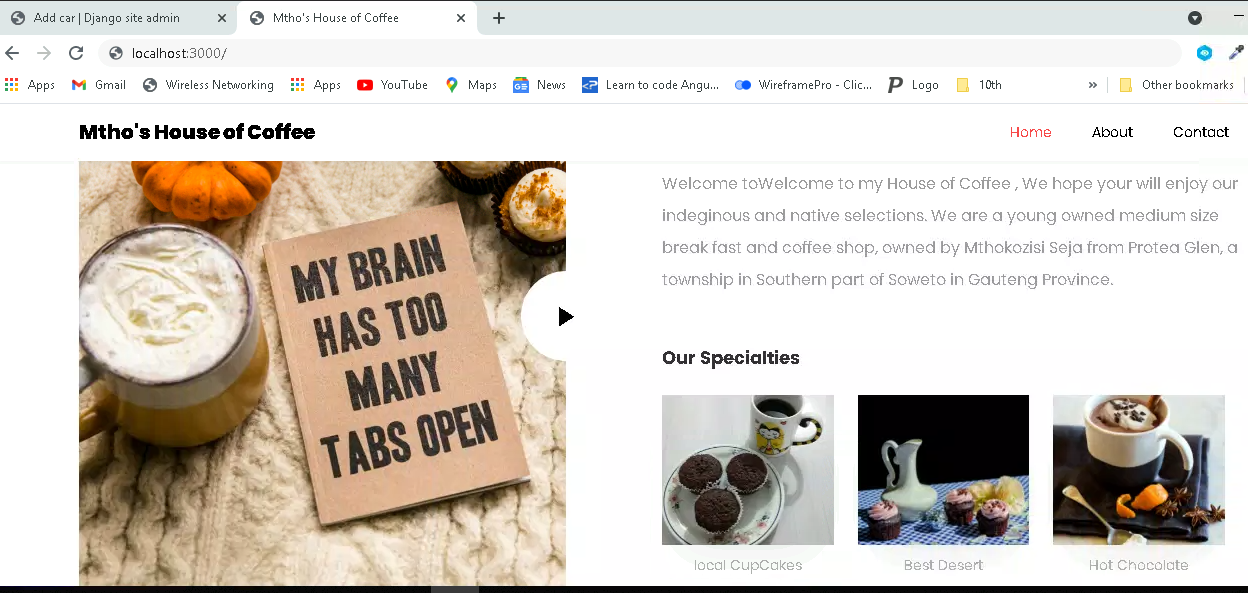 Add car | Django site admin
Mtho's House of Coffee
localhost:3000/
Apps Gmail Wireless Networking Apps YouTube Maps News Learn to code Angu... WireframePro - Clic... Logo 10th » Other bookmarks
Mtho's House of Coffee
Home About Contact
MY BRAIN
HAS TOO
MANY
TABS OPEN
Welcome toWelcome to my House of Coffee , We hope your will enjoy our
indeginous and native selections. We are a young owned medium size
break fast and coffee shop, owned by Mthokozisi Seja from Protea Glen, a
township in Southern part of Soweto in Gauteng Province.
Our Specialties
local CupCakes
Best Desert
Hot Chocolate